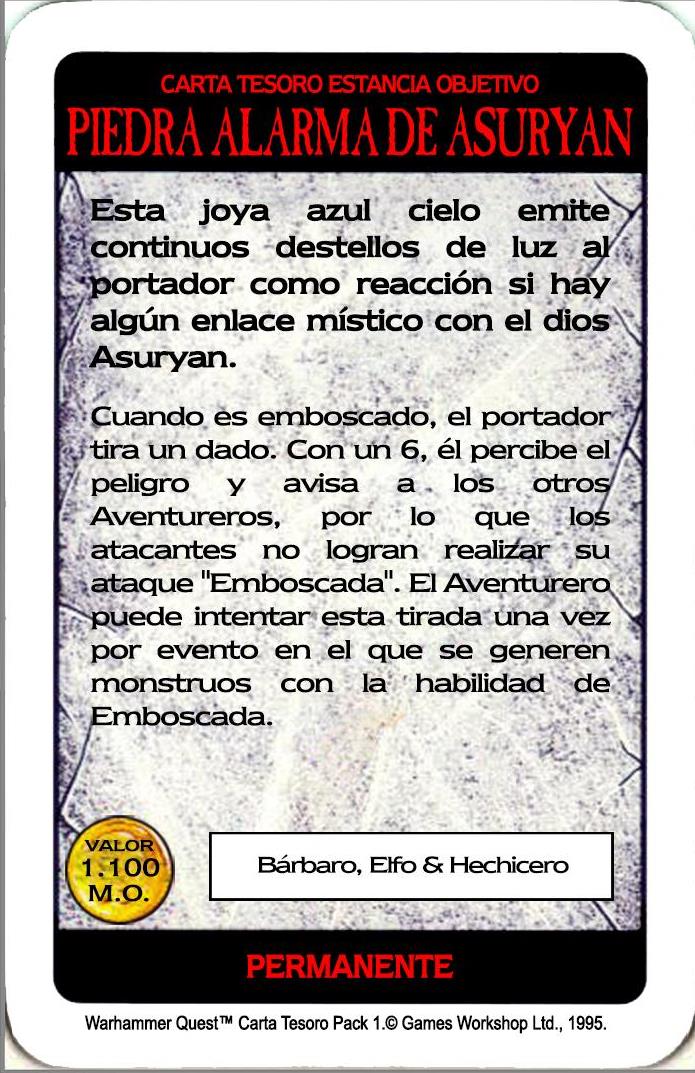 CARTA TESORO ESTANCIA OBJETIVO
PIEDRA ALARMA DE ASURYAN
Esta joya azul cielo emite
continuos destellos de luz al
portador como reacción si hay
algún enlace místico con el dios
Asuryan.
Cuando es emboscado, el portador
tira un dado. Con un 6, él percibe el
peligro y avisa a los otros
Aventureros, por lo que los
atacantes no logran realizar su
ataque "Emboscada". El Aventurero
puede intentar esta tirada una vez
por evento en el que se generen
monstruos con la habilidad de
Emboscada.
VALOR
1.100
M.O.
Bárbaro, Elfo & Hechicero
PERMANENTE
Warhammer Quest™ Carta Tesoro Pack 1.© Games Workshop Ltd., 1995.